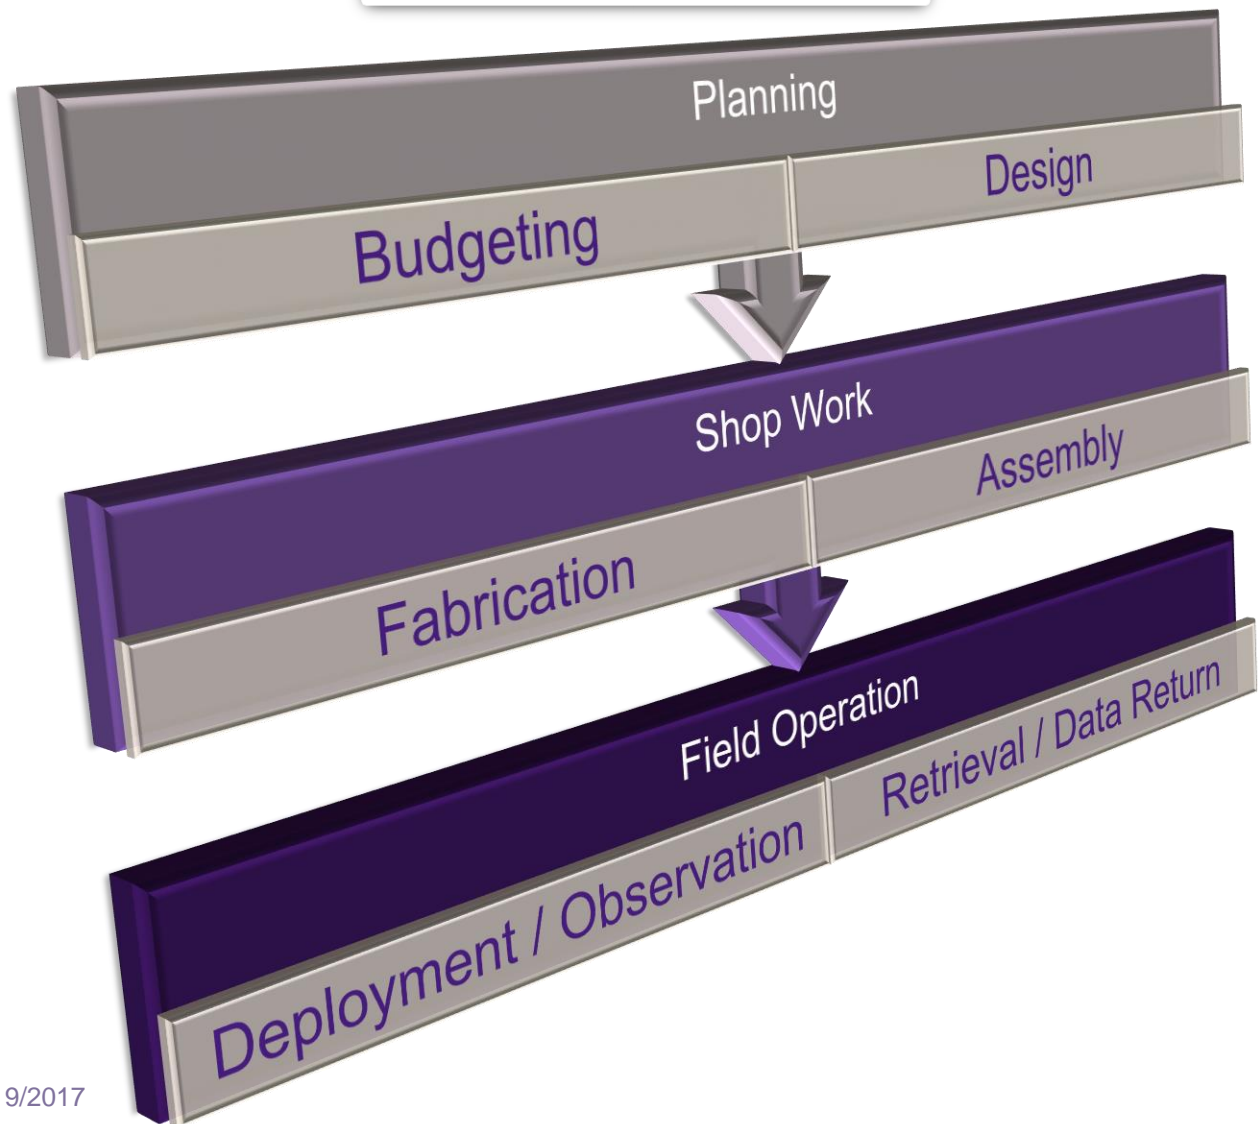 Planning
Budgeting
Design
Shop Work
Fabrication
Assembly
Field Operation
Deployment / Observation
Retrieval / Data Return
9/2017